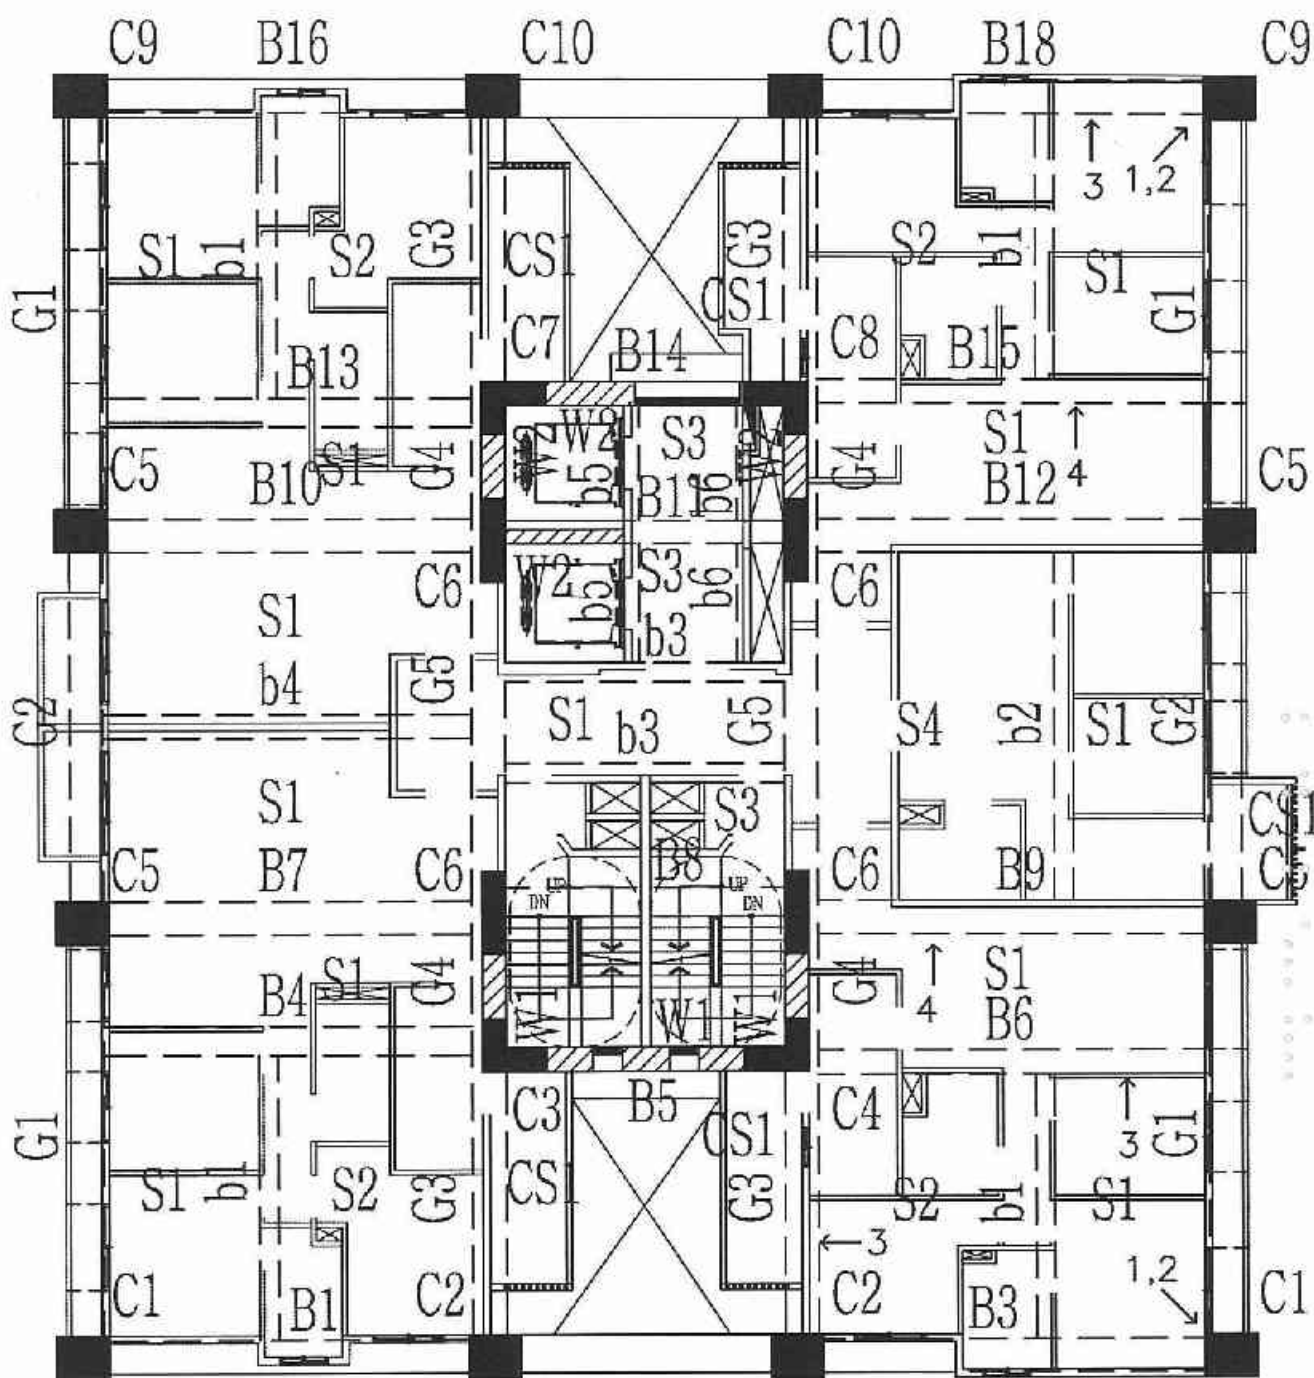 C9 B16 C10 C10 B18 C9
3 1,2
S1 b1 S2 G3 CS1 G3 S2 b1 S1
G1 CS1 G1
C7 B14 C8 B15
B13
W2 W2 S3 S1
C5 S1 G4 G4 4 C5
B10 b5 B11 b6 B12
W2 S3
C6 b5 b6 C6
S1 b3
b4 G5
G2 S1 b3 G5 S4 b2 S1 G2
S1 S3
C5 B7 C6 C6 B9
UP UP
DN DN
S1 G4 G4 S1
B4 W1 W1 W1 4 B6
G1 C3 B5 C4 3 G1
CS1
S1 b1 S2 G3 CS1 G3 S2 b1 S1
3
1,2
C1 B1 C2 C2 B3 C1